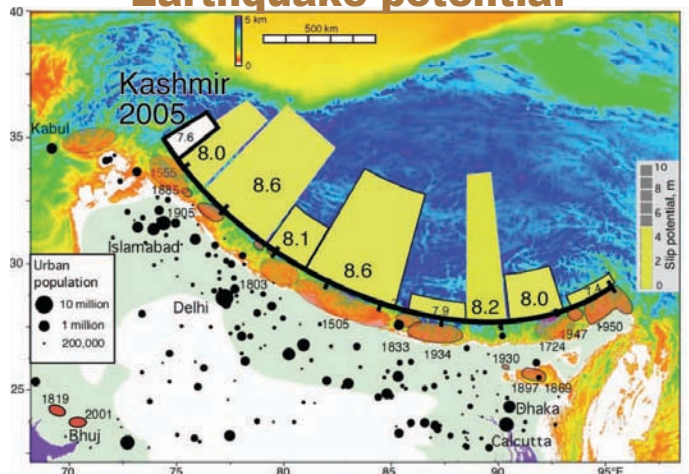 Earthquake potential
40
5 km
0
500 km
Kashmir
2005
35
Kabul
7.6
8.0
8.6
8.1
8.6
7.9
8.2
8.0
7.4
10
8
6
4
2
0
Slip potential, m
1555
1885
1905
Islamabad
30
Urban
population
10 million
1 million
200,000
Delhi
1803
1505
1833
1934
1930
1724
1947
1950
1897
1869
25
1819
2001
Bhuj
Dhaka
Calcutta
70
75
80
85
90
95°E